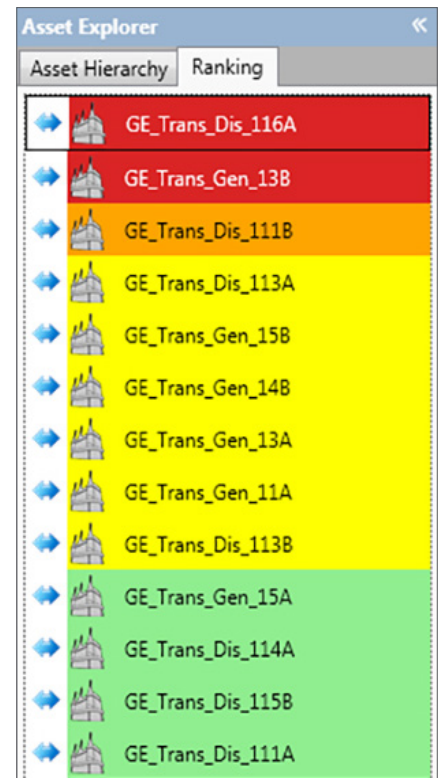 Asset Explorer
Asset Hierarchy Ranking
GE_Trans_Dis_116A
GE_Trans_Gen_13B
GE_Trans_Dis_111B
GE_Trans_Dis_113A
GE_Trans_Gen_15B
GE_Trans_Gen_14B
GE_Trans_Gen_13A
GE_Trans_Gen_11A
GE_Trans_Dis_113B
GE_Trans_Gen_15A
GE_Trans_Dis_114A
GE_Trans_Dis_115B
GE_Trans_Dis_111A